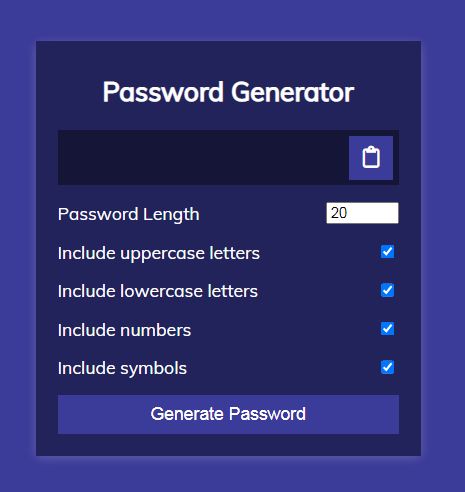 Password Generator
Password Length 20
Include uppercase letters
Include lowercase letters
Include numbers
Include symbols
Generate Password